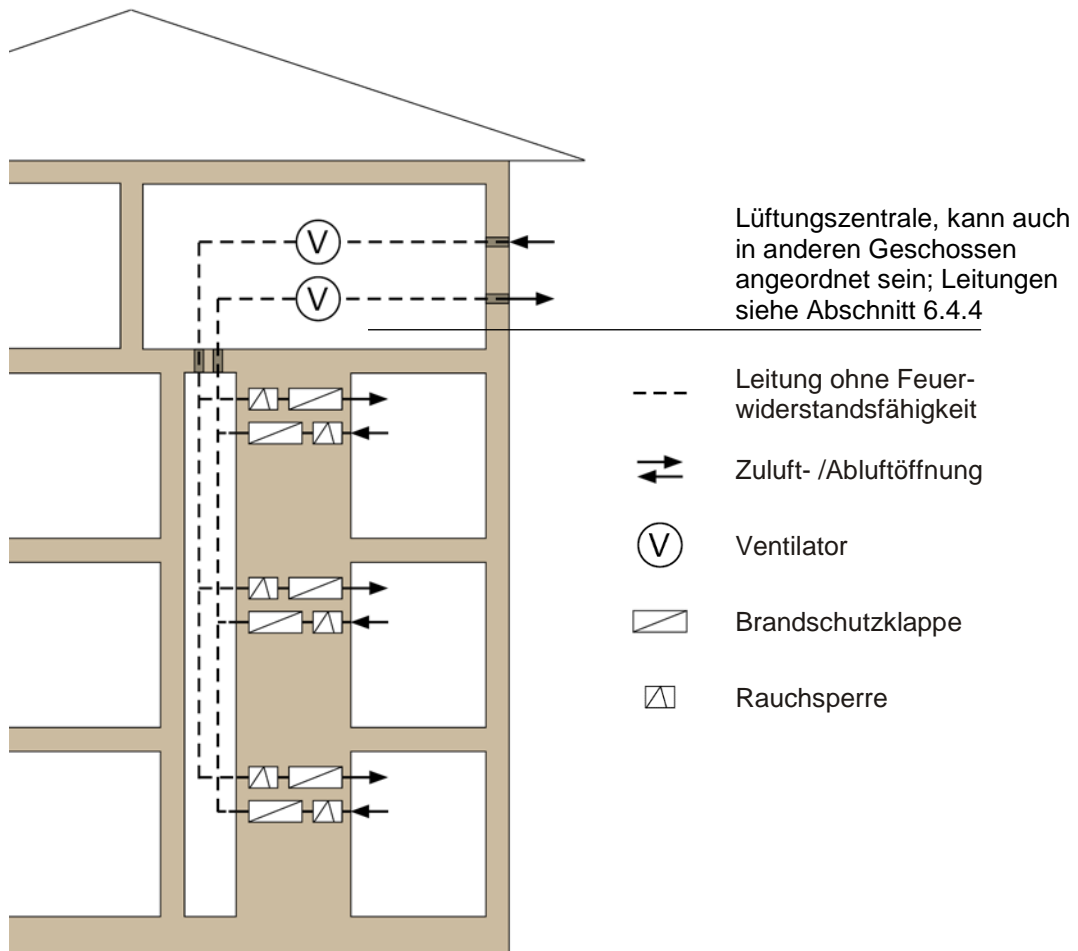 Lüftungszentrale, kann auch
in anderen Geschossen
angeordnet sein; Leitungen
siehe Abschnitt 6.4.4
V
V
Leitung ohne Feuer-
widerstandsfähigkeit
Zuluft- /Abluftöffnung
V
Ventilator
Brandschutzklappe
Rauchsperre